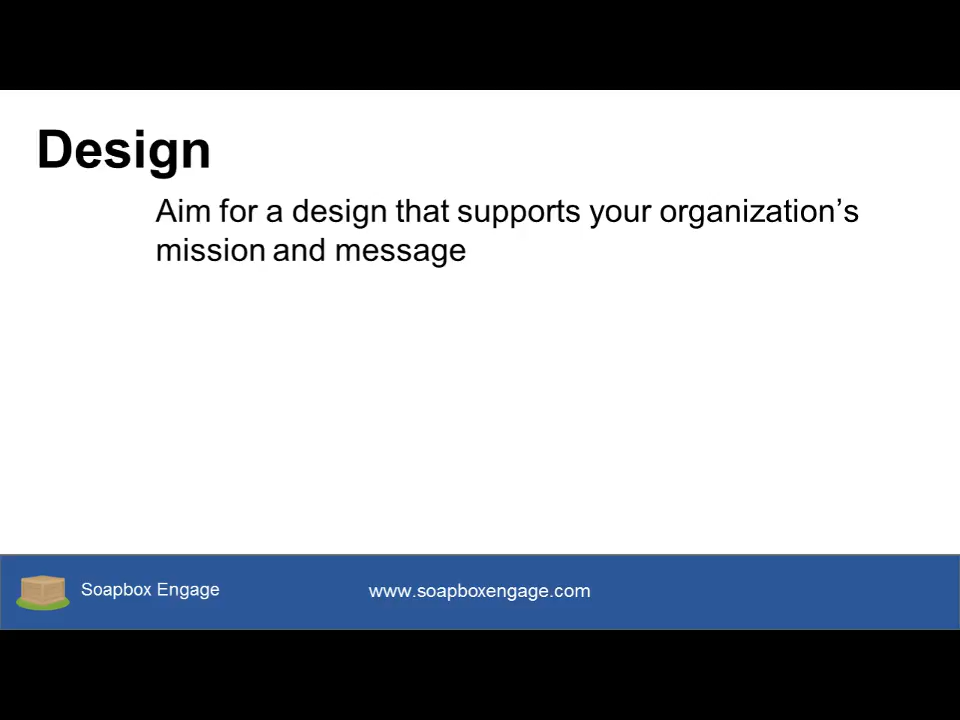 Design
Aim for a design that supports your organization’s
mission and message
Soapbox Engage
www.soapboxengage.com